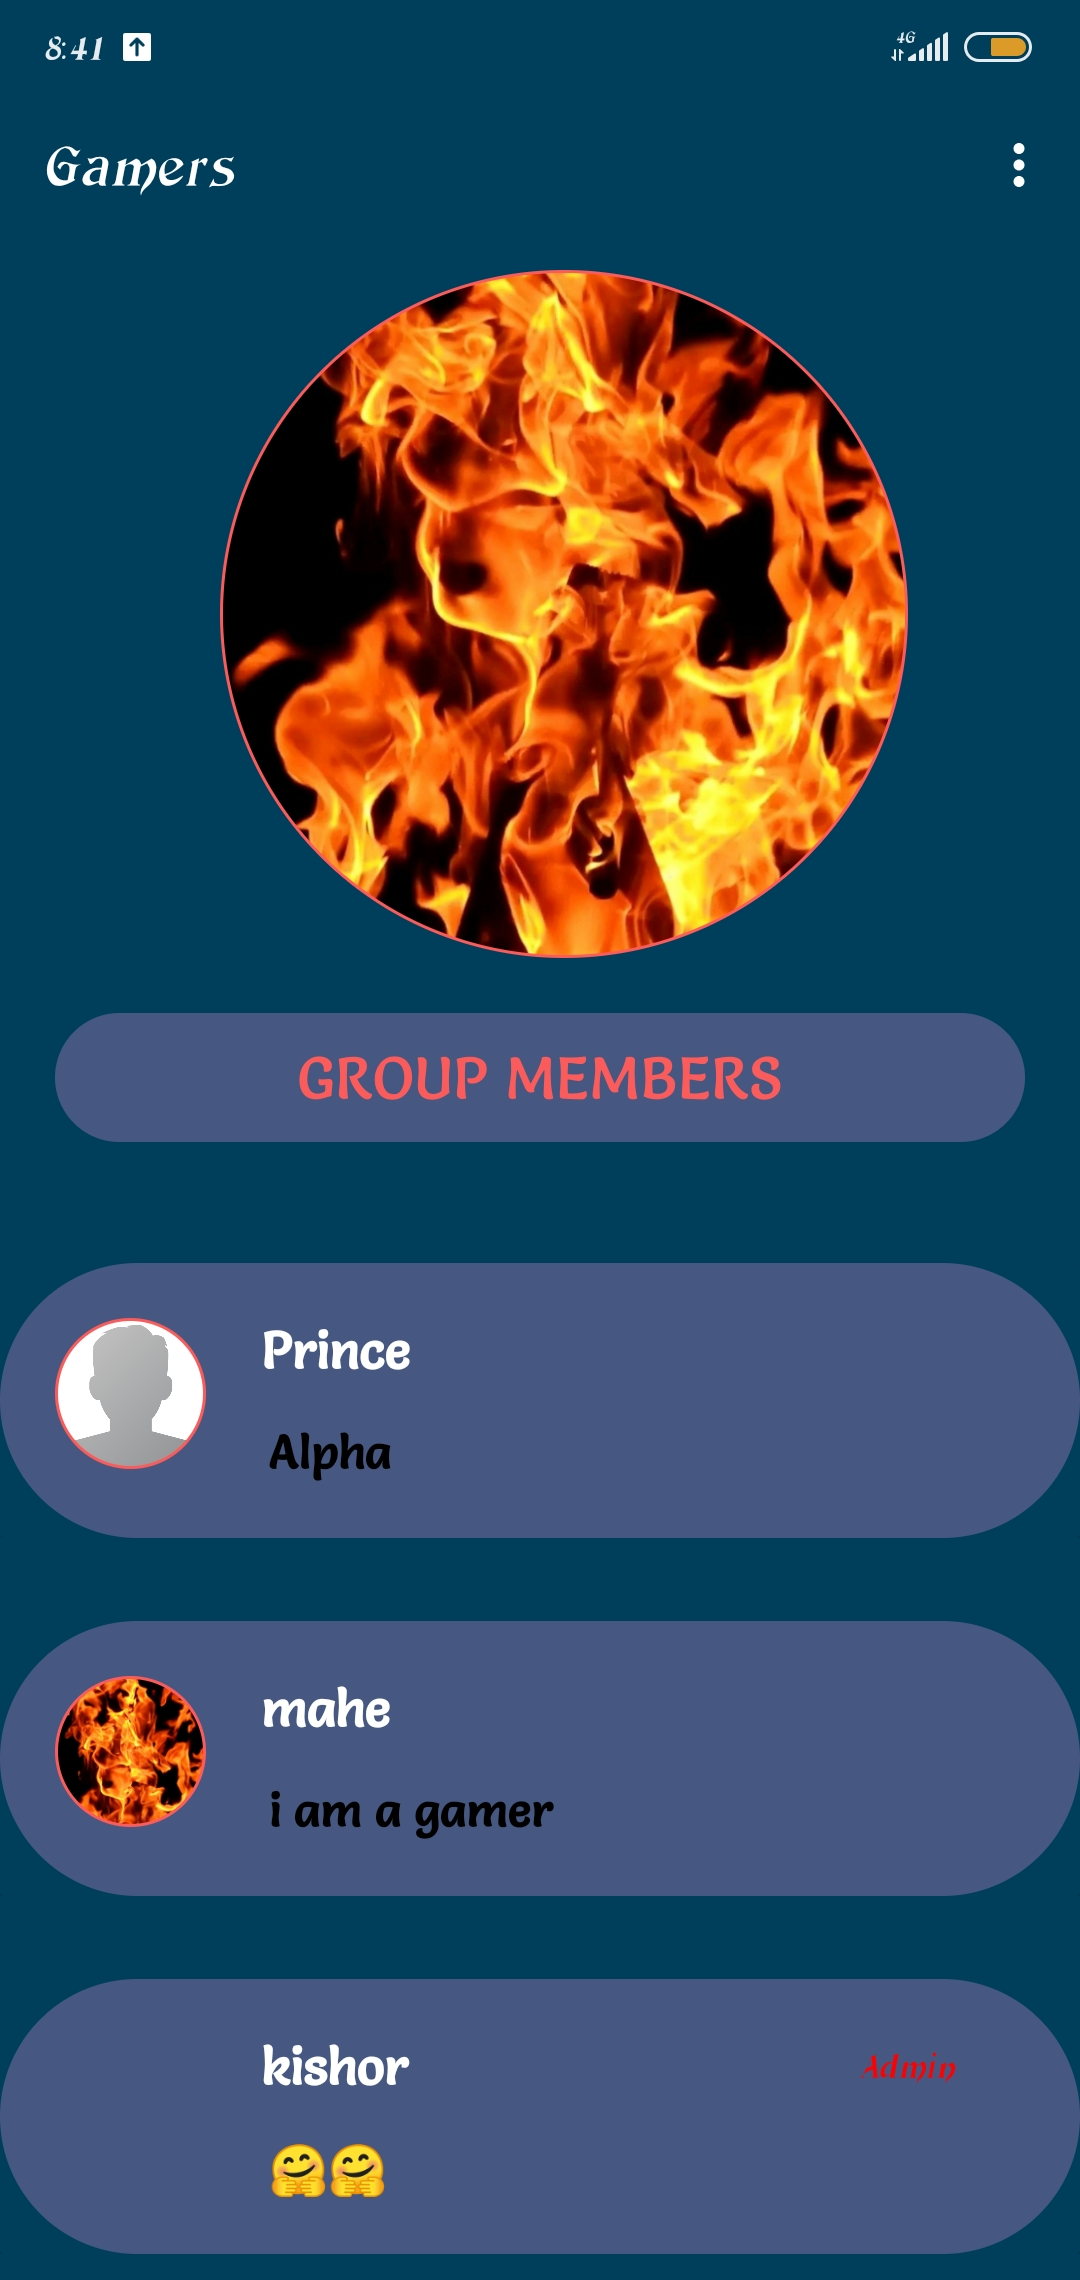 8:41
4G
Gamers
GROUP MEMBERS
Prince
Alpha
mahe
i am a gamer
kishor
Admin
🤗🤗